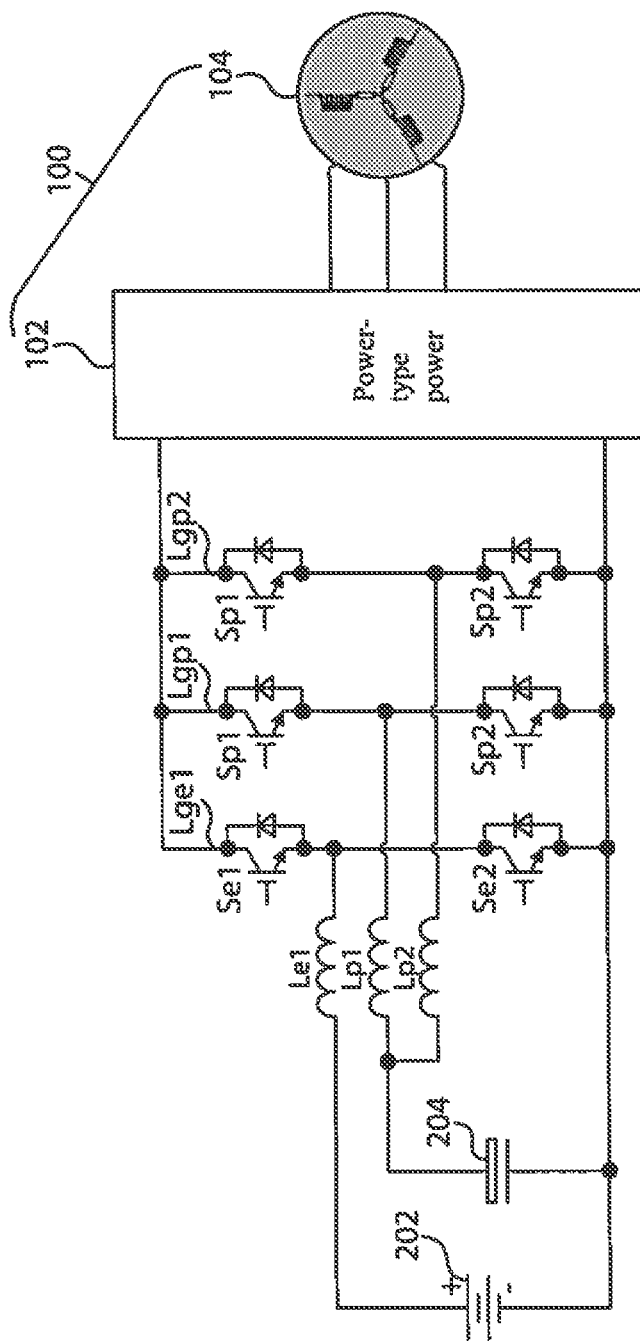 100
102
104
Lge1
Lgp1
Lgp2
Se1
Sp1
Sp1
Power-
type
power
Le1
Lp1
Lp2
Se2
Sp2
Sp2
202
204
+
-